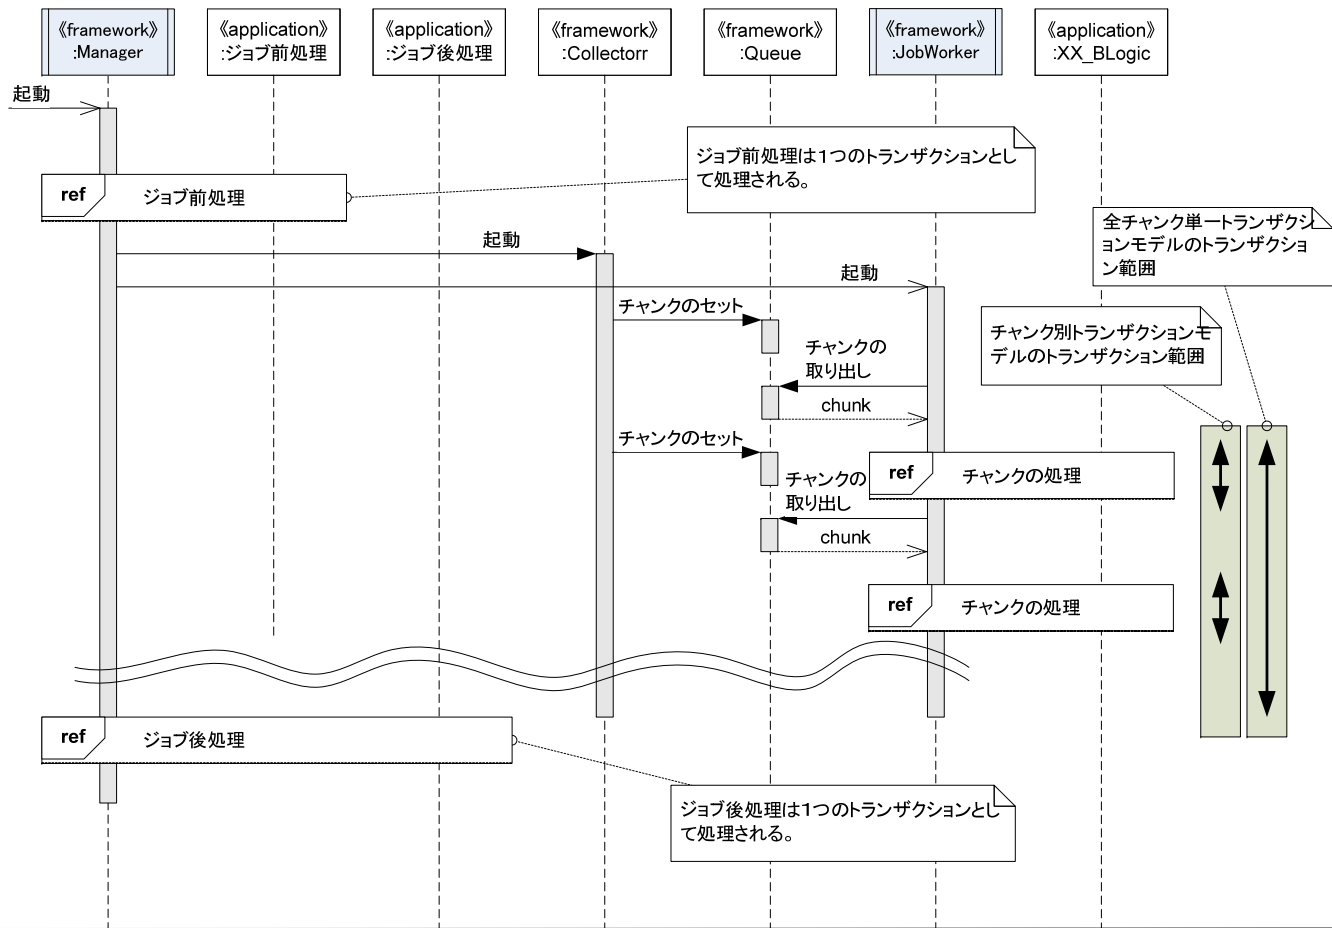 《framework》
:Manager
《application》
:ジョブ前処理
《application》
:ジョブ後処理
《framework》
:Collectorr
《framework》
:Queue
《framework》
:JobWorker
《application》
:XX_BLogic
起動
ジョブ前処理は1つのトランザクションとし
て処理される。
ref
ジョブ前処理
全チャンク単一トランザクシ
ョンモデルのトランザクショ
ン範囲
起動
起動
チャンクのセット
チャンク別トランザクションモ
デルのトランザクション範囲
チャンクの
取り出し
chunk
チャンクのセット
ref
チャンクの処理
チャンクの
取り出し
chunk
ref
チャンクの処理
ref
ジョブ後処理
ジョブ後処理は1つのトランザクションとし
て処理される。